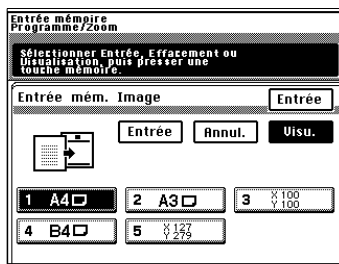 Entrée mémoire
Programme/Zoom
Sélectionner Entrée, Effacement ou
Visualisation, puis presser une
touche mémoire.
Entrée mém. Image
Entrée
Entrée Annul. Visu.
1 A4 2 A3 3 X 100
Y 100
4 B4 5 X 127
Y 279